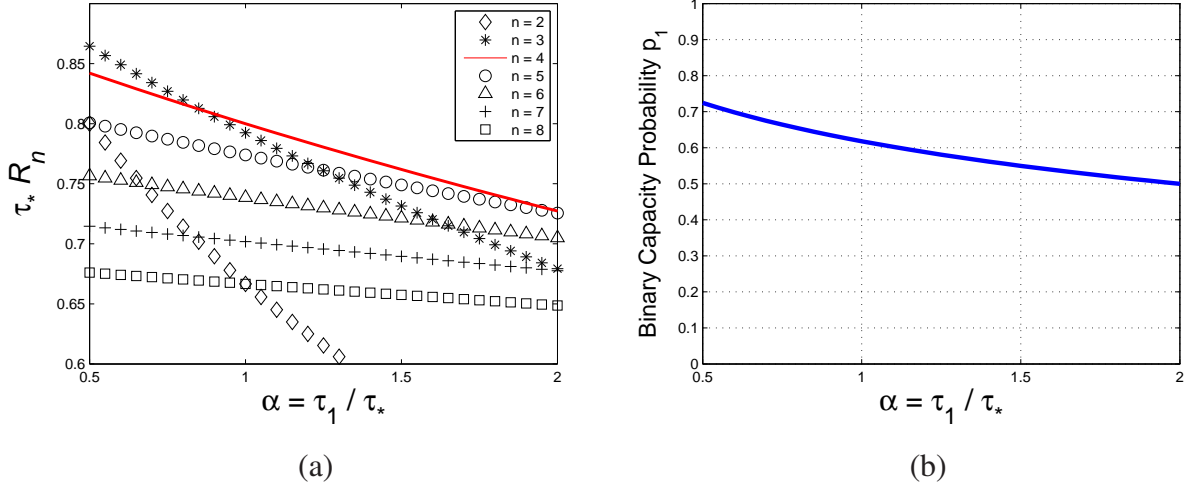 n = 2
n = 3
n = 4
n = 5
n = 6
n = 7
n = 8
0.85
0.8
0.75
0.7
0.65
0.6
0.5
1
1.5
2
τ* Rn
α = τ1 / τ*
(a)
1
0.9
0.8
0.7
0.6
0.5
0.4
0.3
0.2
0.1
0
0.5
1
1.5
2
Binary Capacity Probability p1
α = τ1 / τ*
(b)